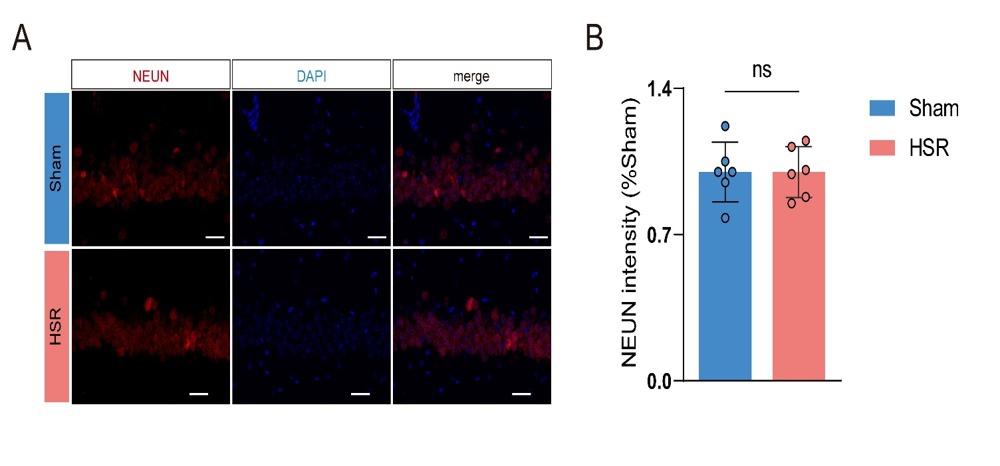 A
NEUN DAPI merge
Sham
HSR
B
ns
1.4
0.7
0.0
NEUN intensity (%Sham)
Sham
HSR